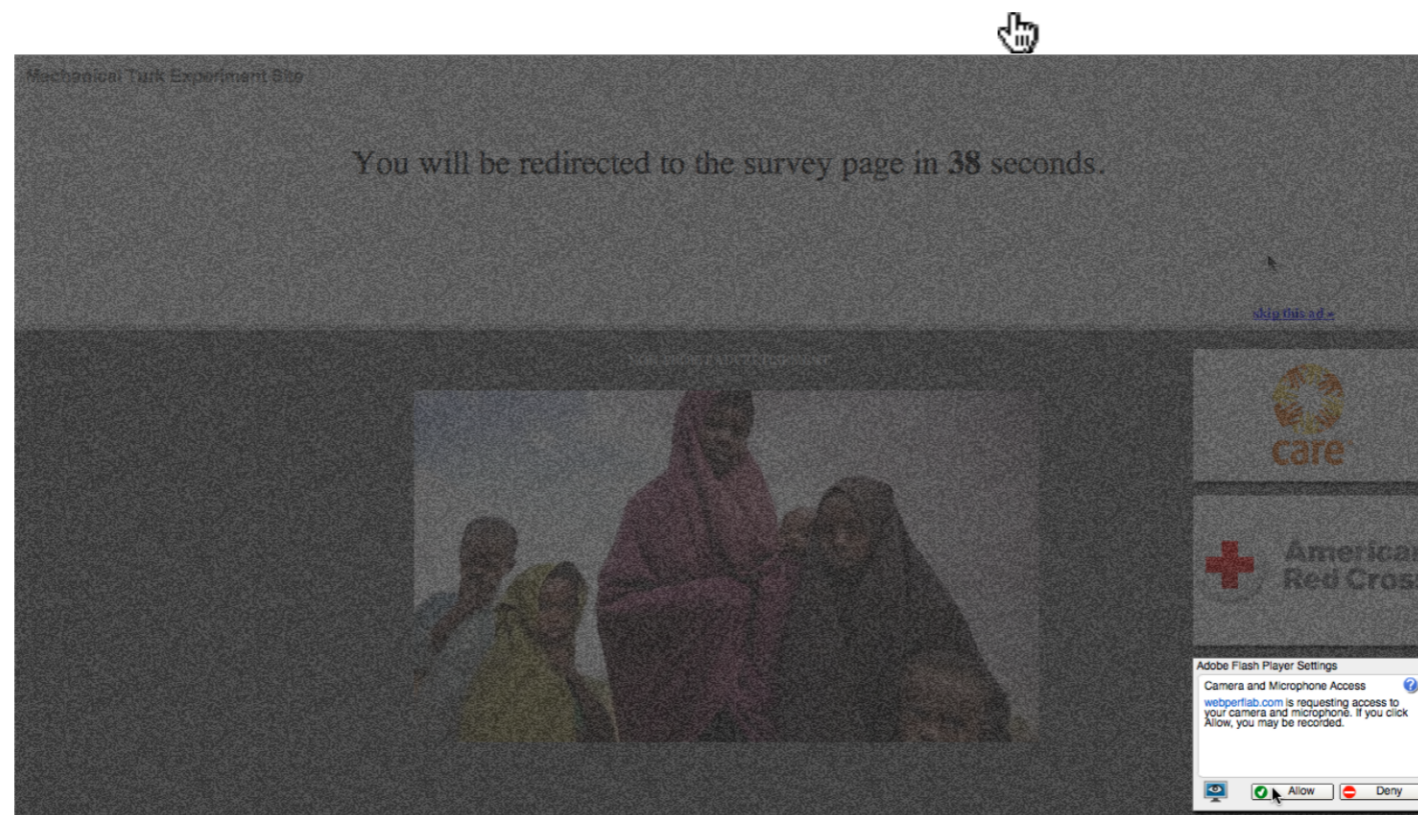 Mechanical Turk Experiment Site
You will be redirected to the survey page in 38 seconds.
skip this ad »
care
American
Red Cross
Adobe Flash Player Settings
Camera and Microphone Access
webperflab.com is requesting access to
your camera and microphone. If you click
Allow, you may be recorded.
Allow
Deny